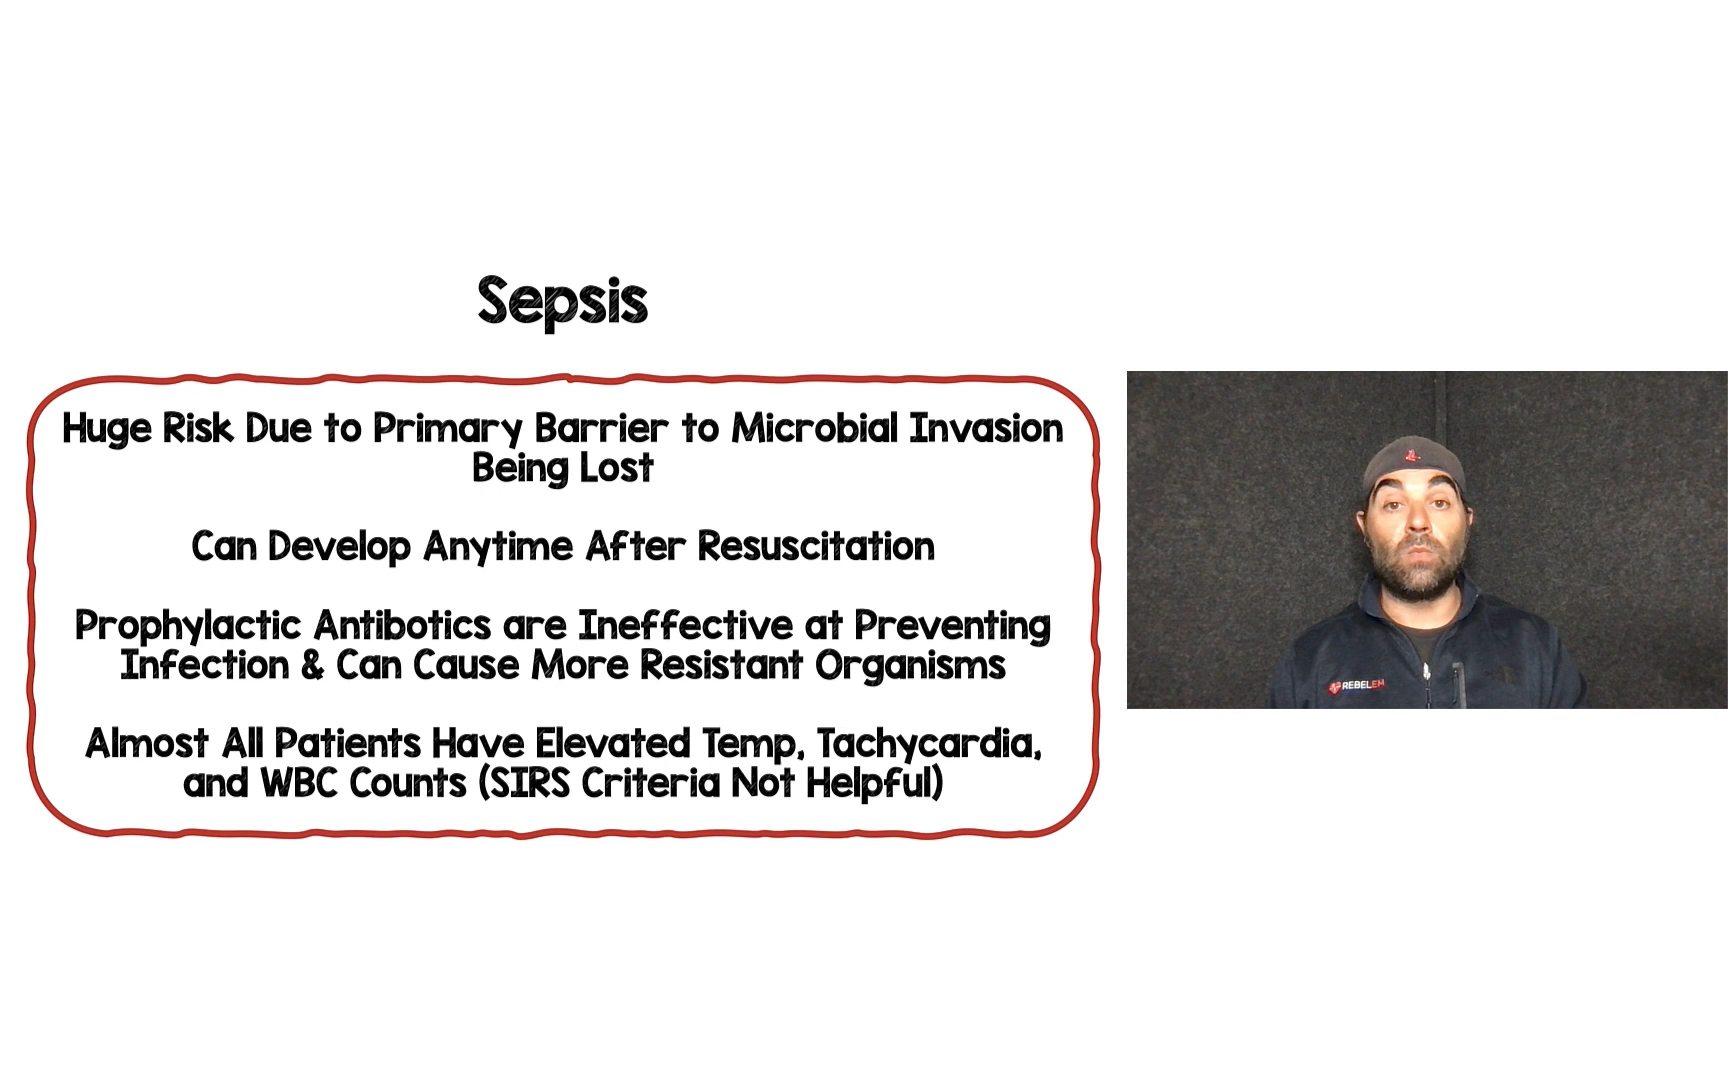 Sepsis
Huge Risk Due to Primary Barrier to Microbial Invasion
Being Lost
Can Develop Anytime After Resuscitation
Prophylactic Antibotics are Ineffective at Preventing
Infection & Can Cause More Resistant Organisms
Almost All Patients Have Elevated Temp, Tachycardia,
and WBC Counts (SIRS Criteria Not Helpful)
REBELEM